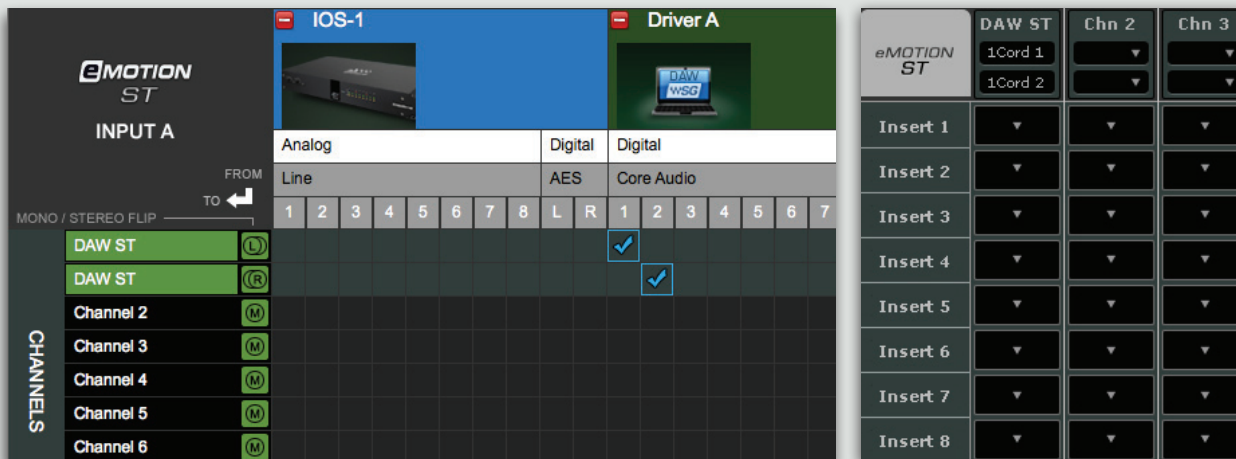 IOS-1
Driver A
eMOTION
ST
INPUT A
DAW
WSG
Analog
Digital
Digital
FROM
Line
AES
Core Audio
TO
MONO / STEREO FLIP
1 2 3 4 5 6 7 8 L R 1 2 3 4 5 6 7
CHANNELS
DAW ST L
DAW ST R
Channel 2 M
Channel 3 M
Channel 4 M
Channel 5 M
Channel 6 M
eMOTION
ST
DAW ST Chn 2 Chn 3
1Cord 1
1Cord 2
Insert 1
Insert 2
Insert 3
Insert 4
Insert 5
Insert 6
Insert 7
Insert 8